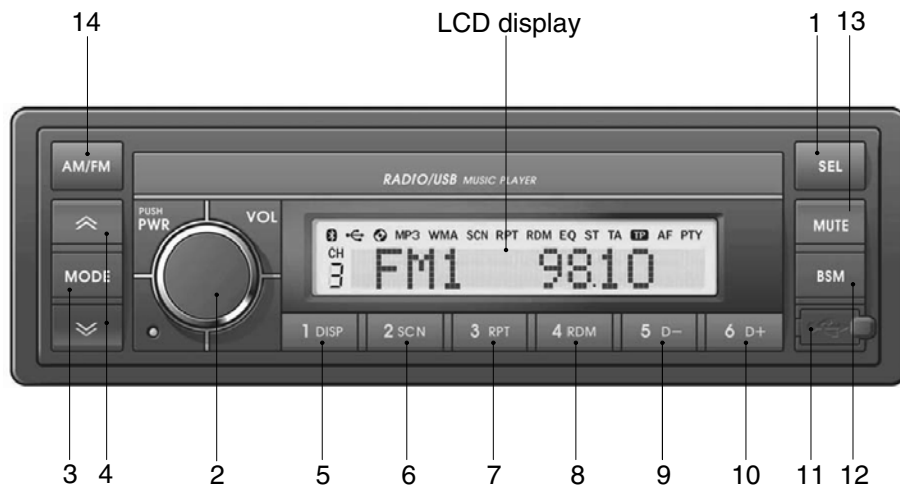 14 LCD display 1 13
AM/FM SEL
RADIO/USB MUSIC PLAYER
PUSH
PWR VOL MUTE
MP3 WMA SCN RPT RDM EQ ST TA TP AF PTY
CH
3 FM1 98.10
MODE BSM
1 DISP 2 SCN 3 RPT 4 RDM 5 D− 6 D+
3 4 2 5 6 7 8 9 10 11 12